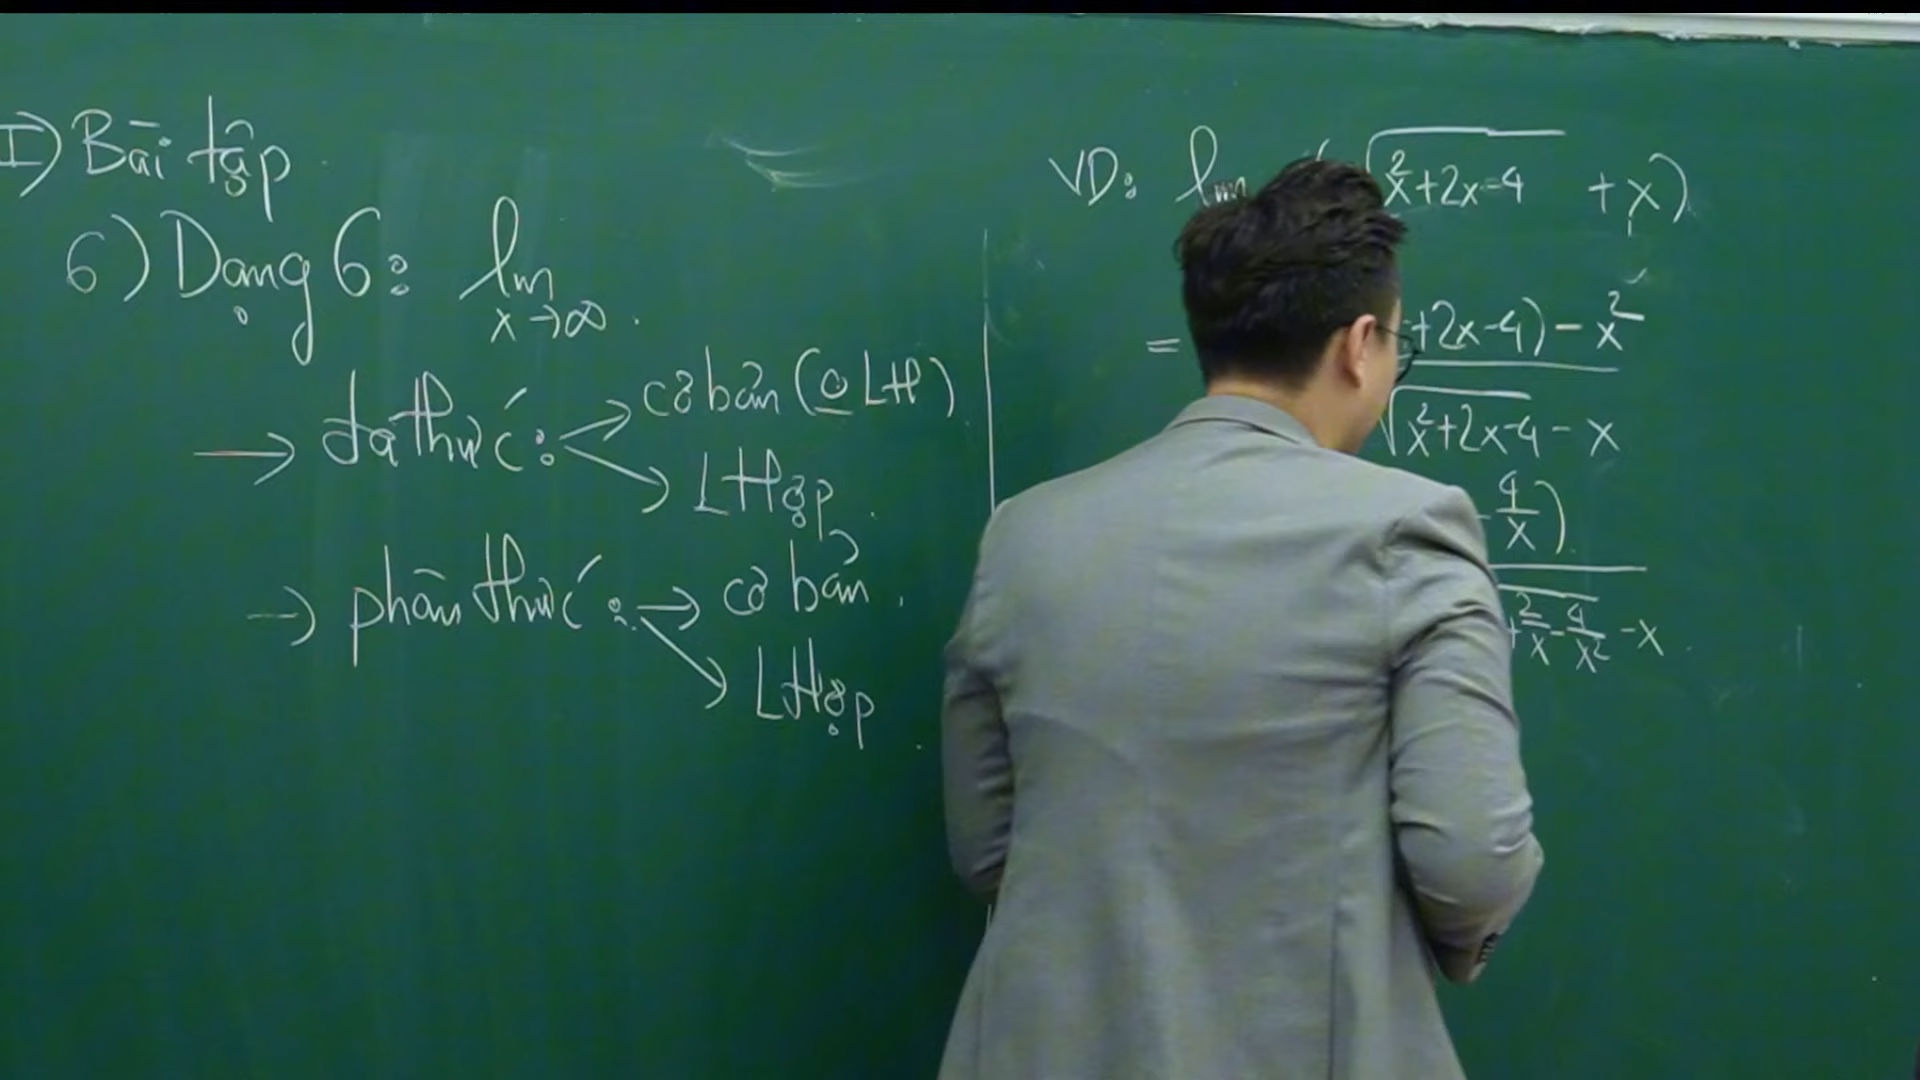 I) Bài tập
6) Dạng 6: lim
x→∞.
→ đa thức: → cơ bản (0 LH)
→ LHợp.
→ phân thức: → cơ bản.
→ LHợp.
VD: lim ( √x²+2x-4 + x)
= +2x-4) - x²
√x²+2x-4 - x
4/x)
+2/x - 4/x² - x.